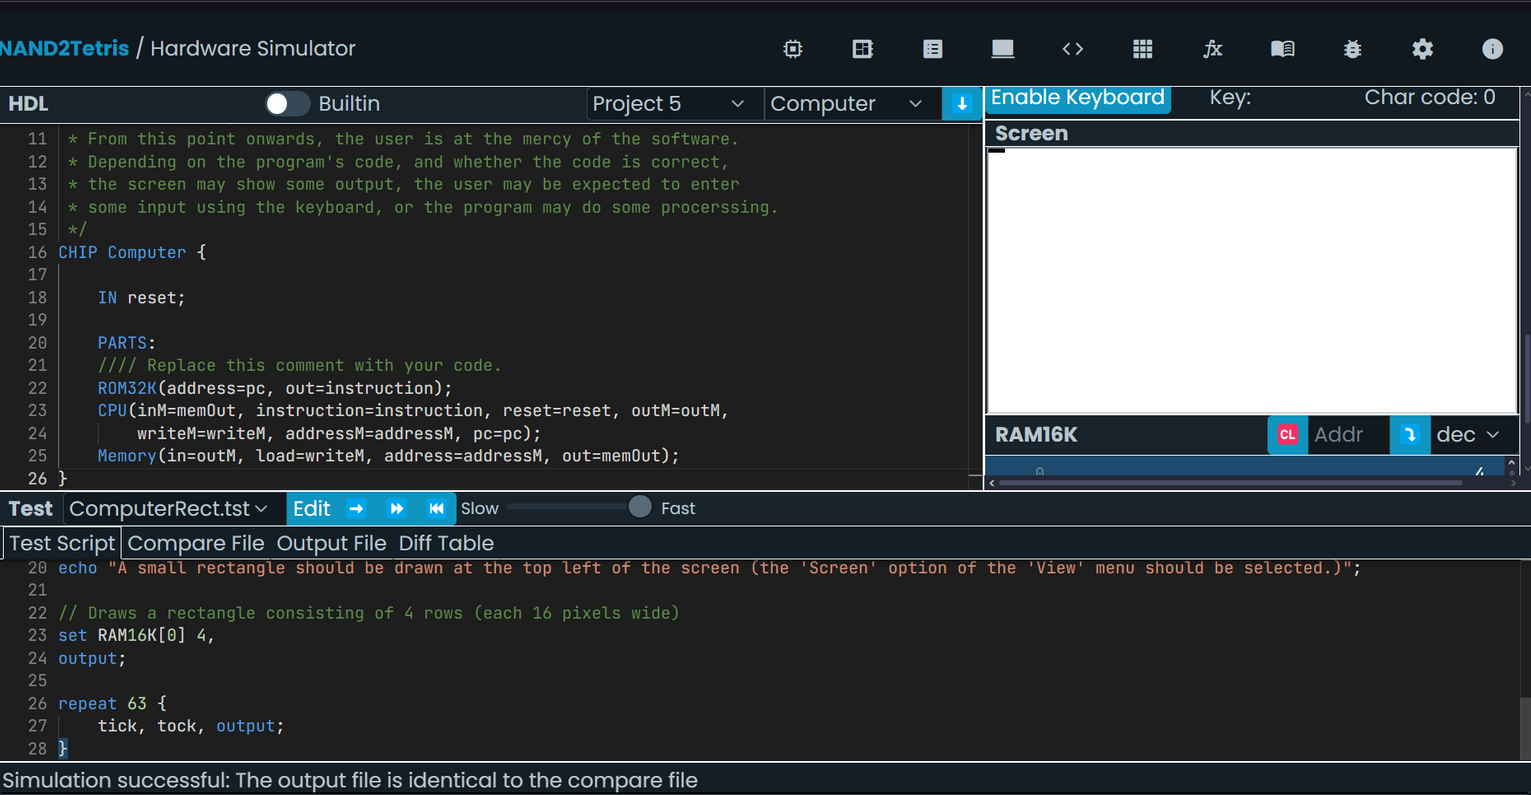 NAND2Tetris / Hardware Simulator
HDL Builtin Project 5 Computer
11 * From this point onwards, the user is at the mercy of the software.
12 * Depending on the program's code, and whether the code is correct,
13 * the screen may show some output, the user may be expected to enter
14 * some input using the keyboard, or the program may do some procerssing.
15 */
16 CHIP Computer {
17
18 IN reset;
19
20 PARTS:
21 //// Replace this comment with your code.
22 ROM32K(address=pc, out=instruction);
23 CPU(inM=memOut, instruction=instruction, reset=reset, outM=outM,
24 writeM=writeM, addressM=addressM, pc=pc);
25 Memory(in=outM, load=writeM, address=addressM, out=memOut);
26 }
Enable Keyboard Key: Char code: 0
Screen
RAM16K CL Addr dec
0 4
Test ComputerRect.tst Edit Slow Fast
Test Script Compare File Output File Diff Table
20 echo "A small rectangle should be drawn at the top left of the screen (the 'Screen' option of the 'View' menu should be selected.)";
21
22 // Draws a rectangle consisting of 4 rows (each 16 pixels wide)
23 set RAM16K[0] 4,
24 output;
25
26 repeat 63 {
27 tick, tock, output;
28 }
Simulation successful: The output file is identical to the compare file